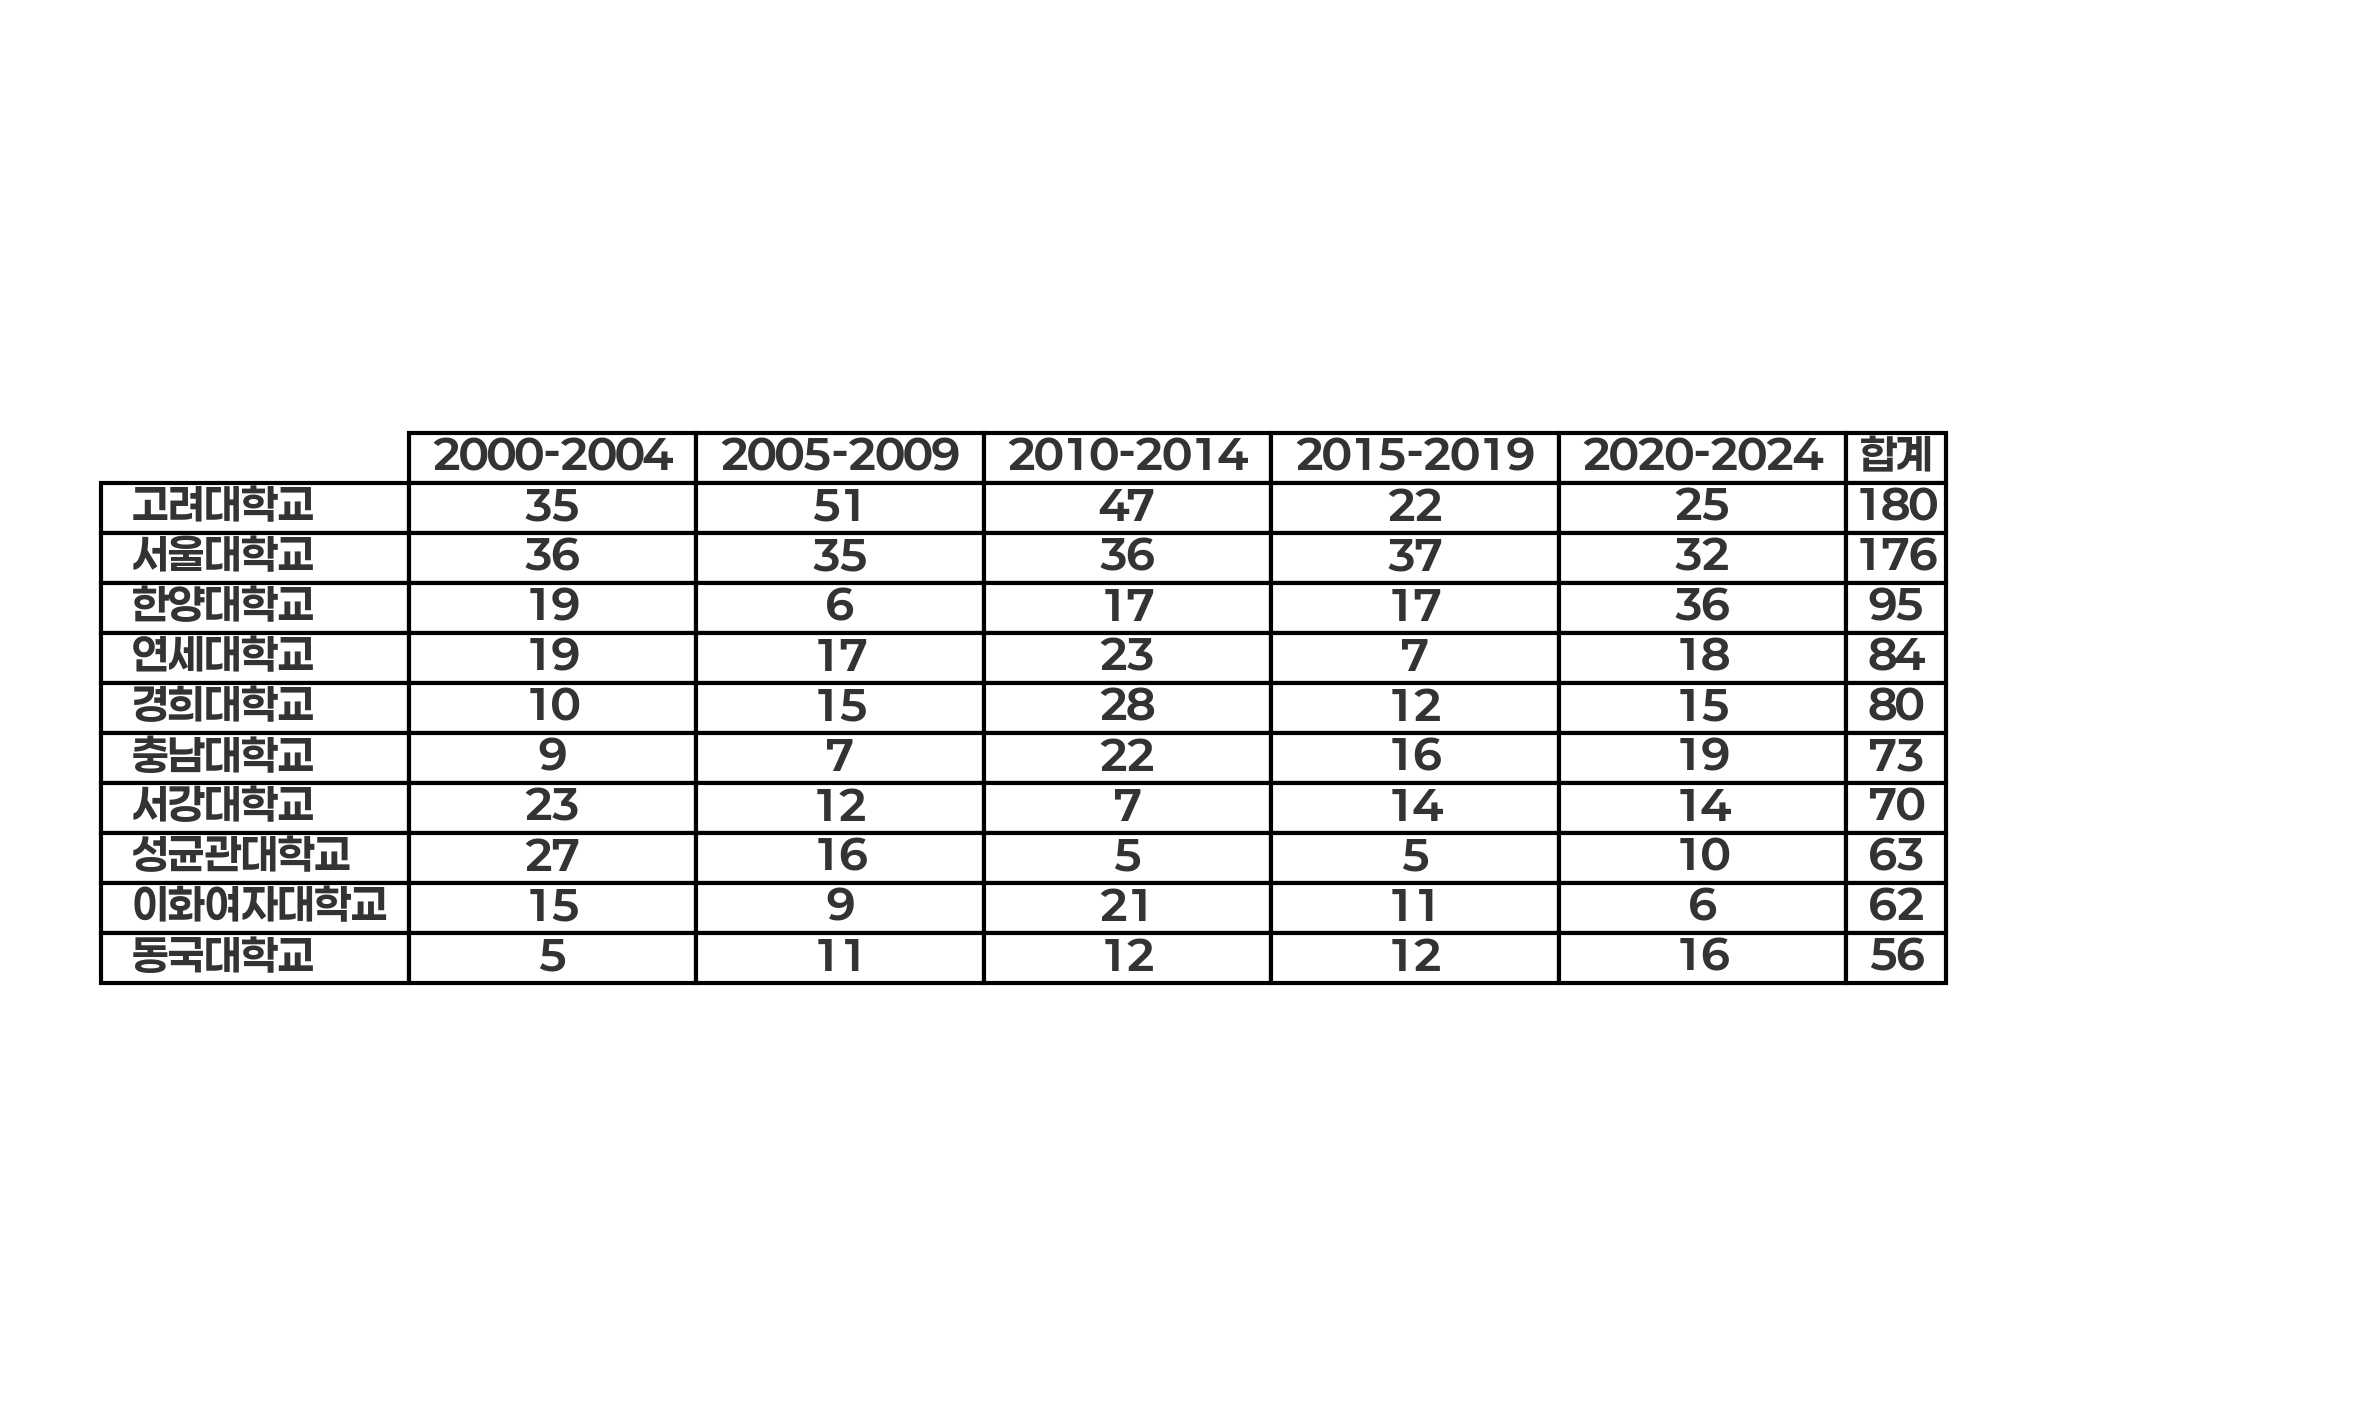 2000-2004 2005-2009 2010-2014 2015-2019 2020-2024 합계
고려대학교 35 51 47 22 25 180
서울대학교 36 35 36 37 32 176
한양대학교 19 6 17 17 36 95
연세대학교 19 17 23 7 18 84
경희대학교 10 15 28 12 15 80
충남대학교 9 7 22 16 19 73
서강대학교 23 12 7 14 14 70
성균관대학교 27 16 5 5 10 63
이화여자대학교 15 9 21 11 6 62
동국대학교 5 11 12 12 16 56